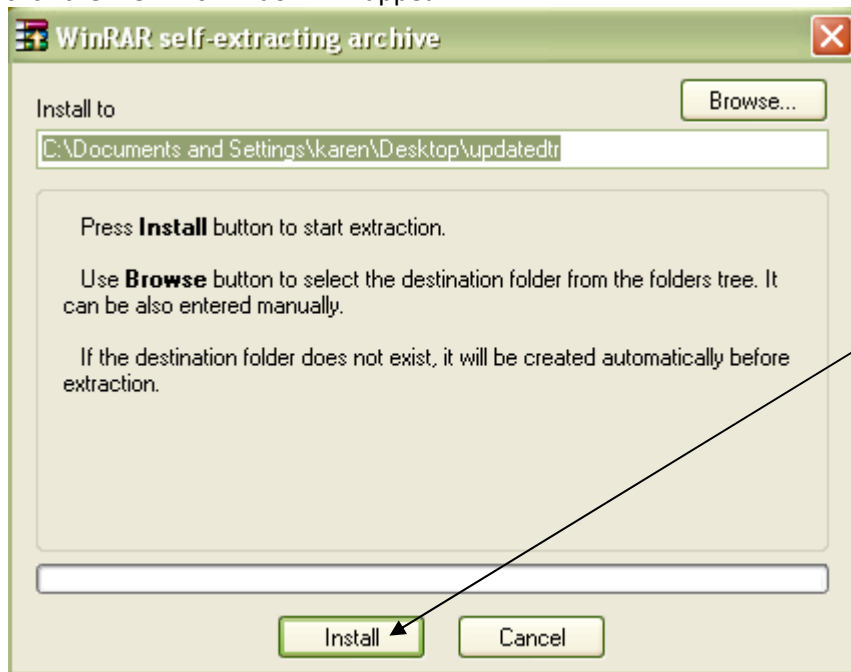 WinRAR self-extracting archive
Install to
Browse...
C:\Documents and Settings\karen\Desktop\updatedtr
Press Install button to start extraction.
Use Browse button to select the destination folder from the folders tree. It
can be also entered manually.
If the destination folder does not exist, it will be created automatically before
extraction.
Install
Cancel